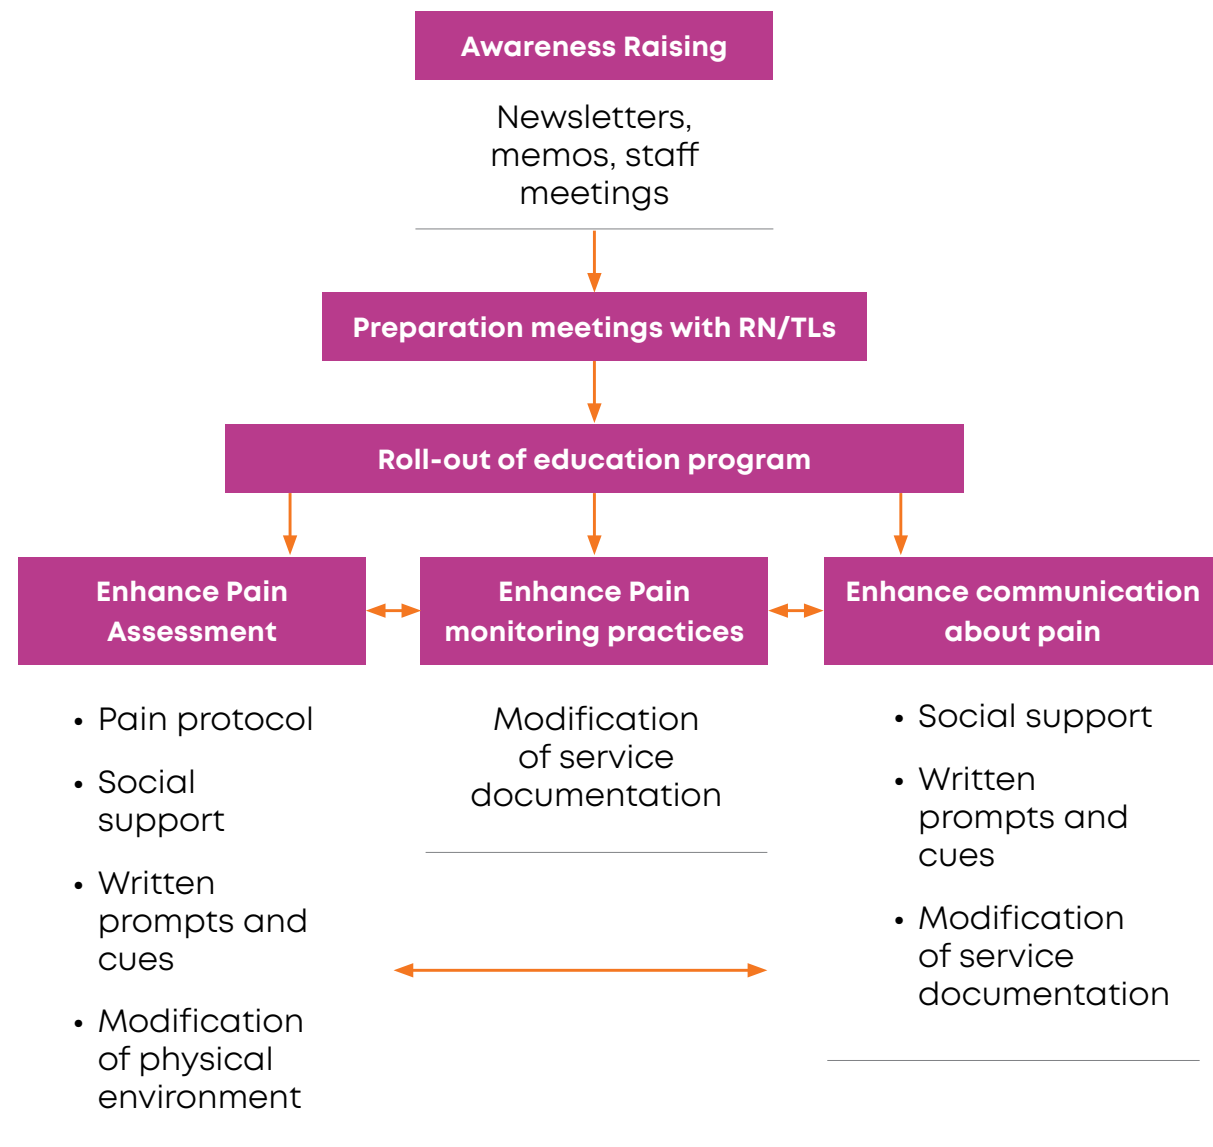 Awareness Raising
Newsletters,
memos, staff
meetings
Preparation meetings with RN/TLs
Roll-out of education program
Enhance Pain
Assessment
• Pain protocol
• Social
support
• Written
prompts and
cues
• Modification
of physical
environment
Enhance Pain
monitoring practices
Modification
of service
documentation
Enhance communication
about pain
• Social support
• Written
prompts and
cues
• Modification
of service
documentation